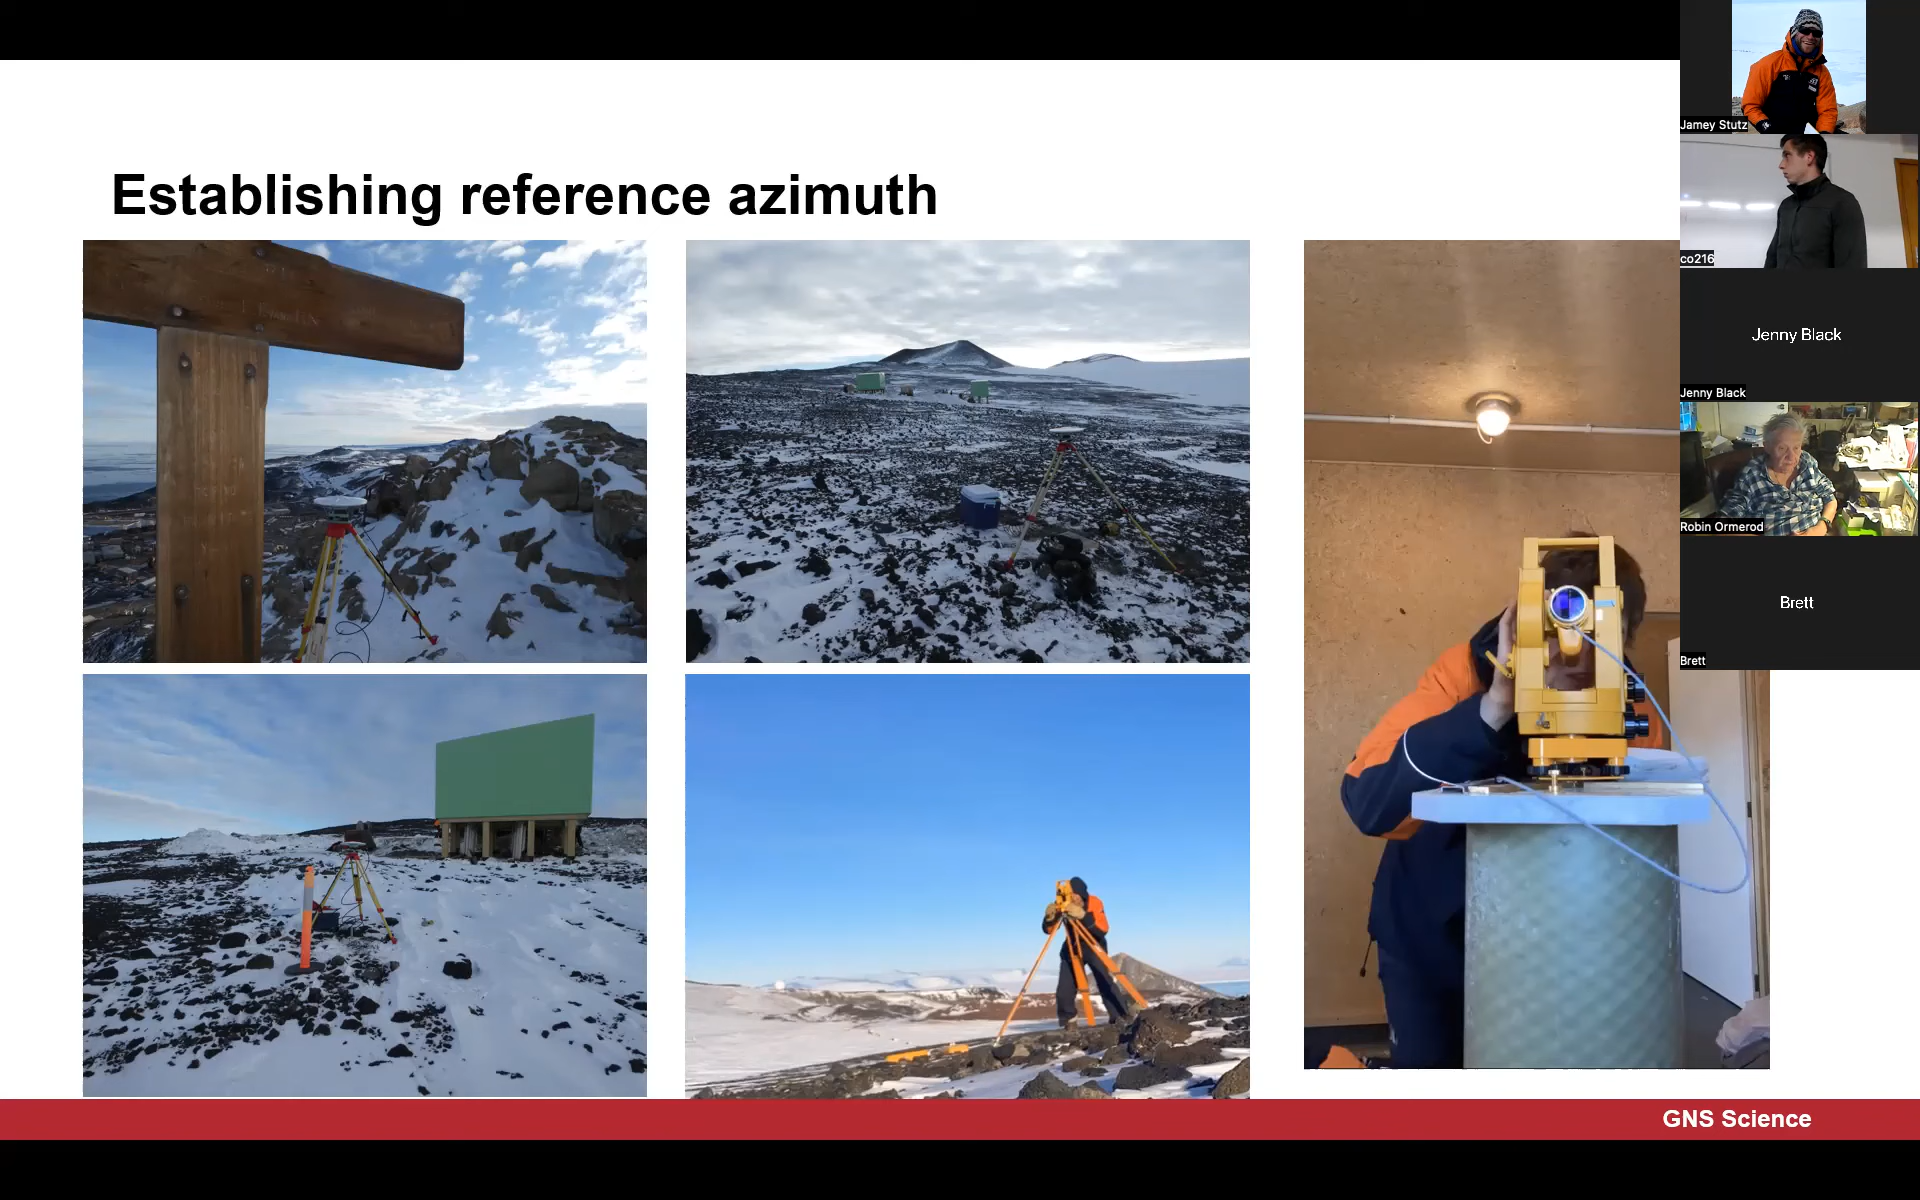 Establishing reference azimuth
GNS Science
Jamey Stutz
co216
Jenny Black
Jenny Black
Robin Ormerod
Brett
Brett